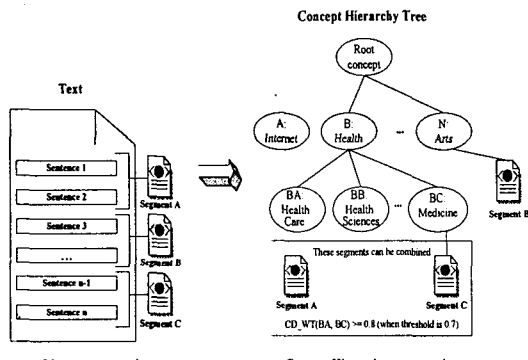 Concept Hierarchy Tree
Root
concept
Text
A:
Internet
B:
Health
...
N:
Arts
Sentence 1
Sentence 2
Segment A
Sentence 3
...
Segment B
Sentence n-1
Sentence n
Segment C
BA:
Health
Care
BB:
Health
Sciences
...
BC:
Medicine
Segment B
These segments can be combined
Segment A
Segment C
CD_WT(BA, BC) >= 0.8 (when threshold is 0.7)